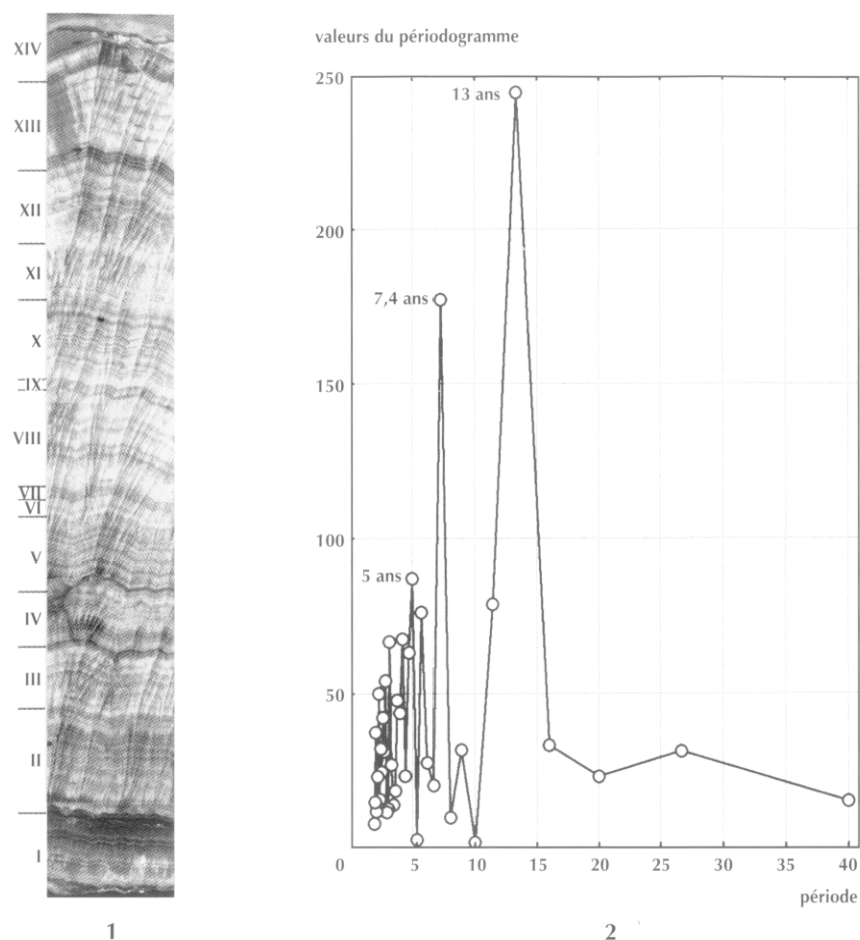 XIV
XIII
XII
XI
X
IX
VIII
VII
VI
V
IV
III
II
I
1
valeurs du périodogramme
250
200
150
100
50
13 ans
7,4 ans
5 ans
0 5 10 15 20 25 30 35 40
période
2